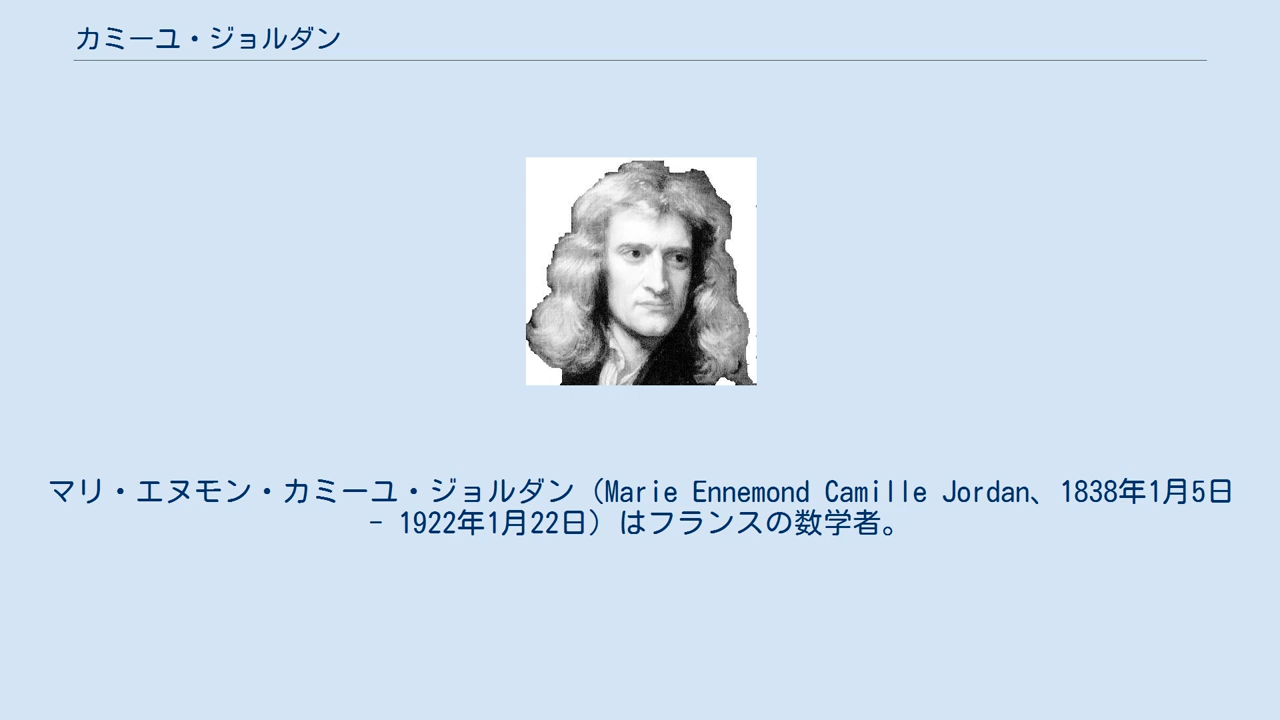 カミーユ・ジョルダン
マリ・エヌモン・カミーユ・ジョルダン（Marie Ennemond Camille Jordan、1838年1月5日
- 1922年1月22日）はフランスの数学者。